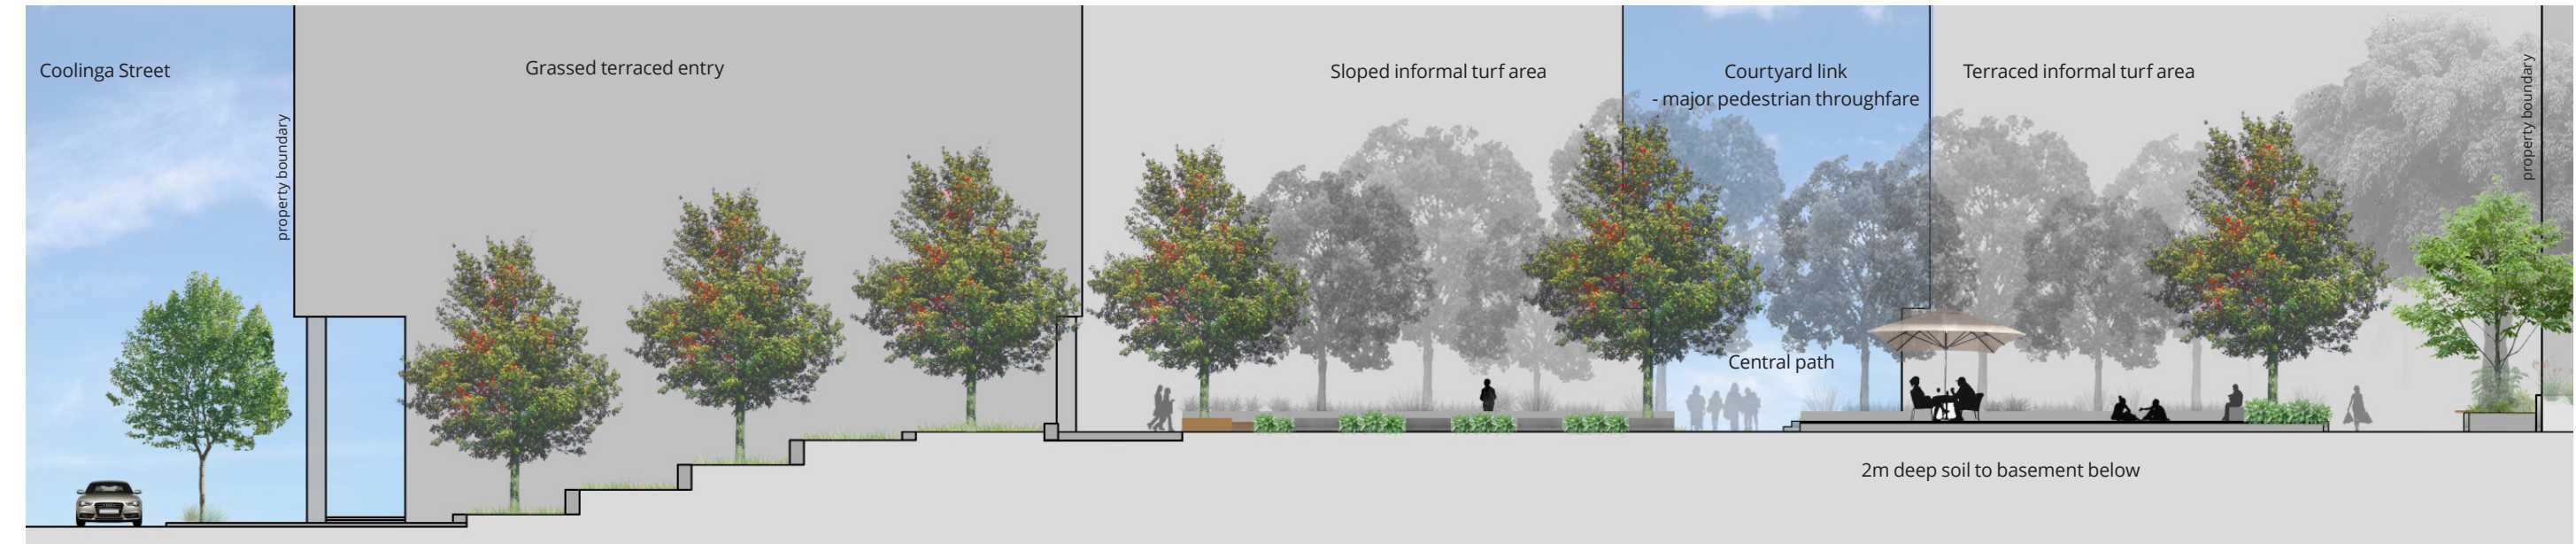 Coolinga Street
property boundary
Grassed terraced entry
Sloped informal turf area
Courtyard link
- major pedestrian throughfare
Terraced informal turf area
property boundary
Central path
2m deep soil to basement below